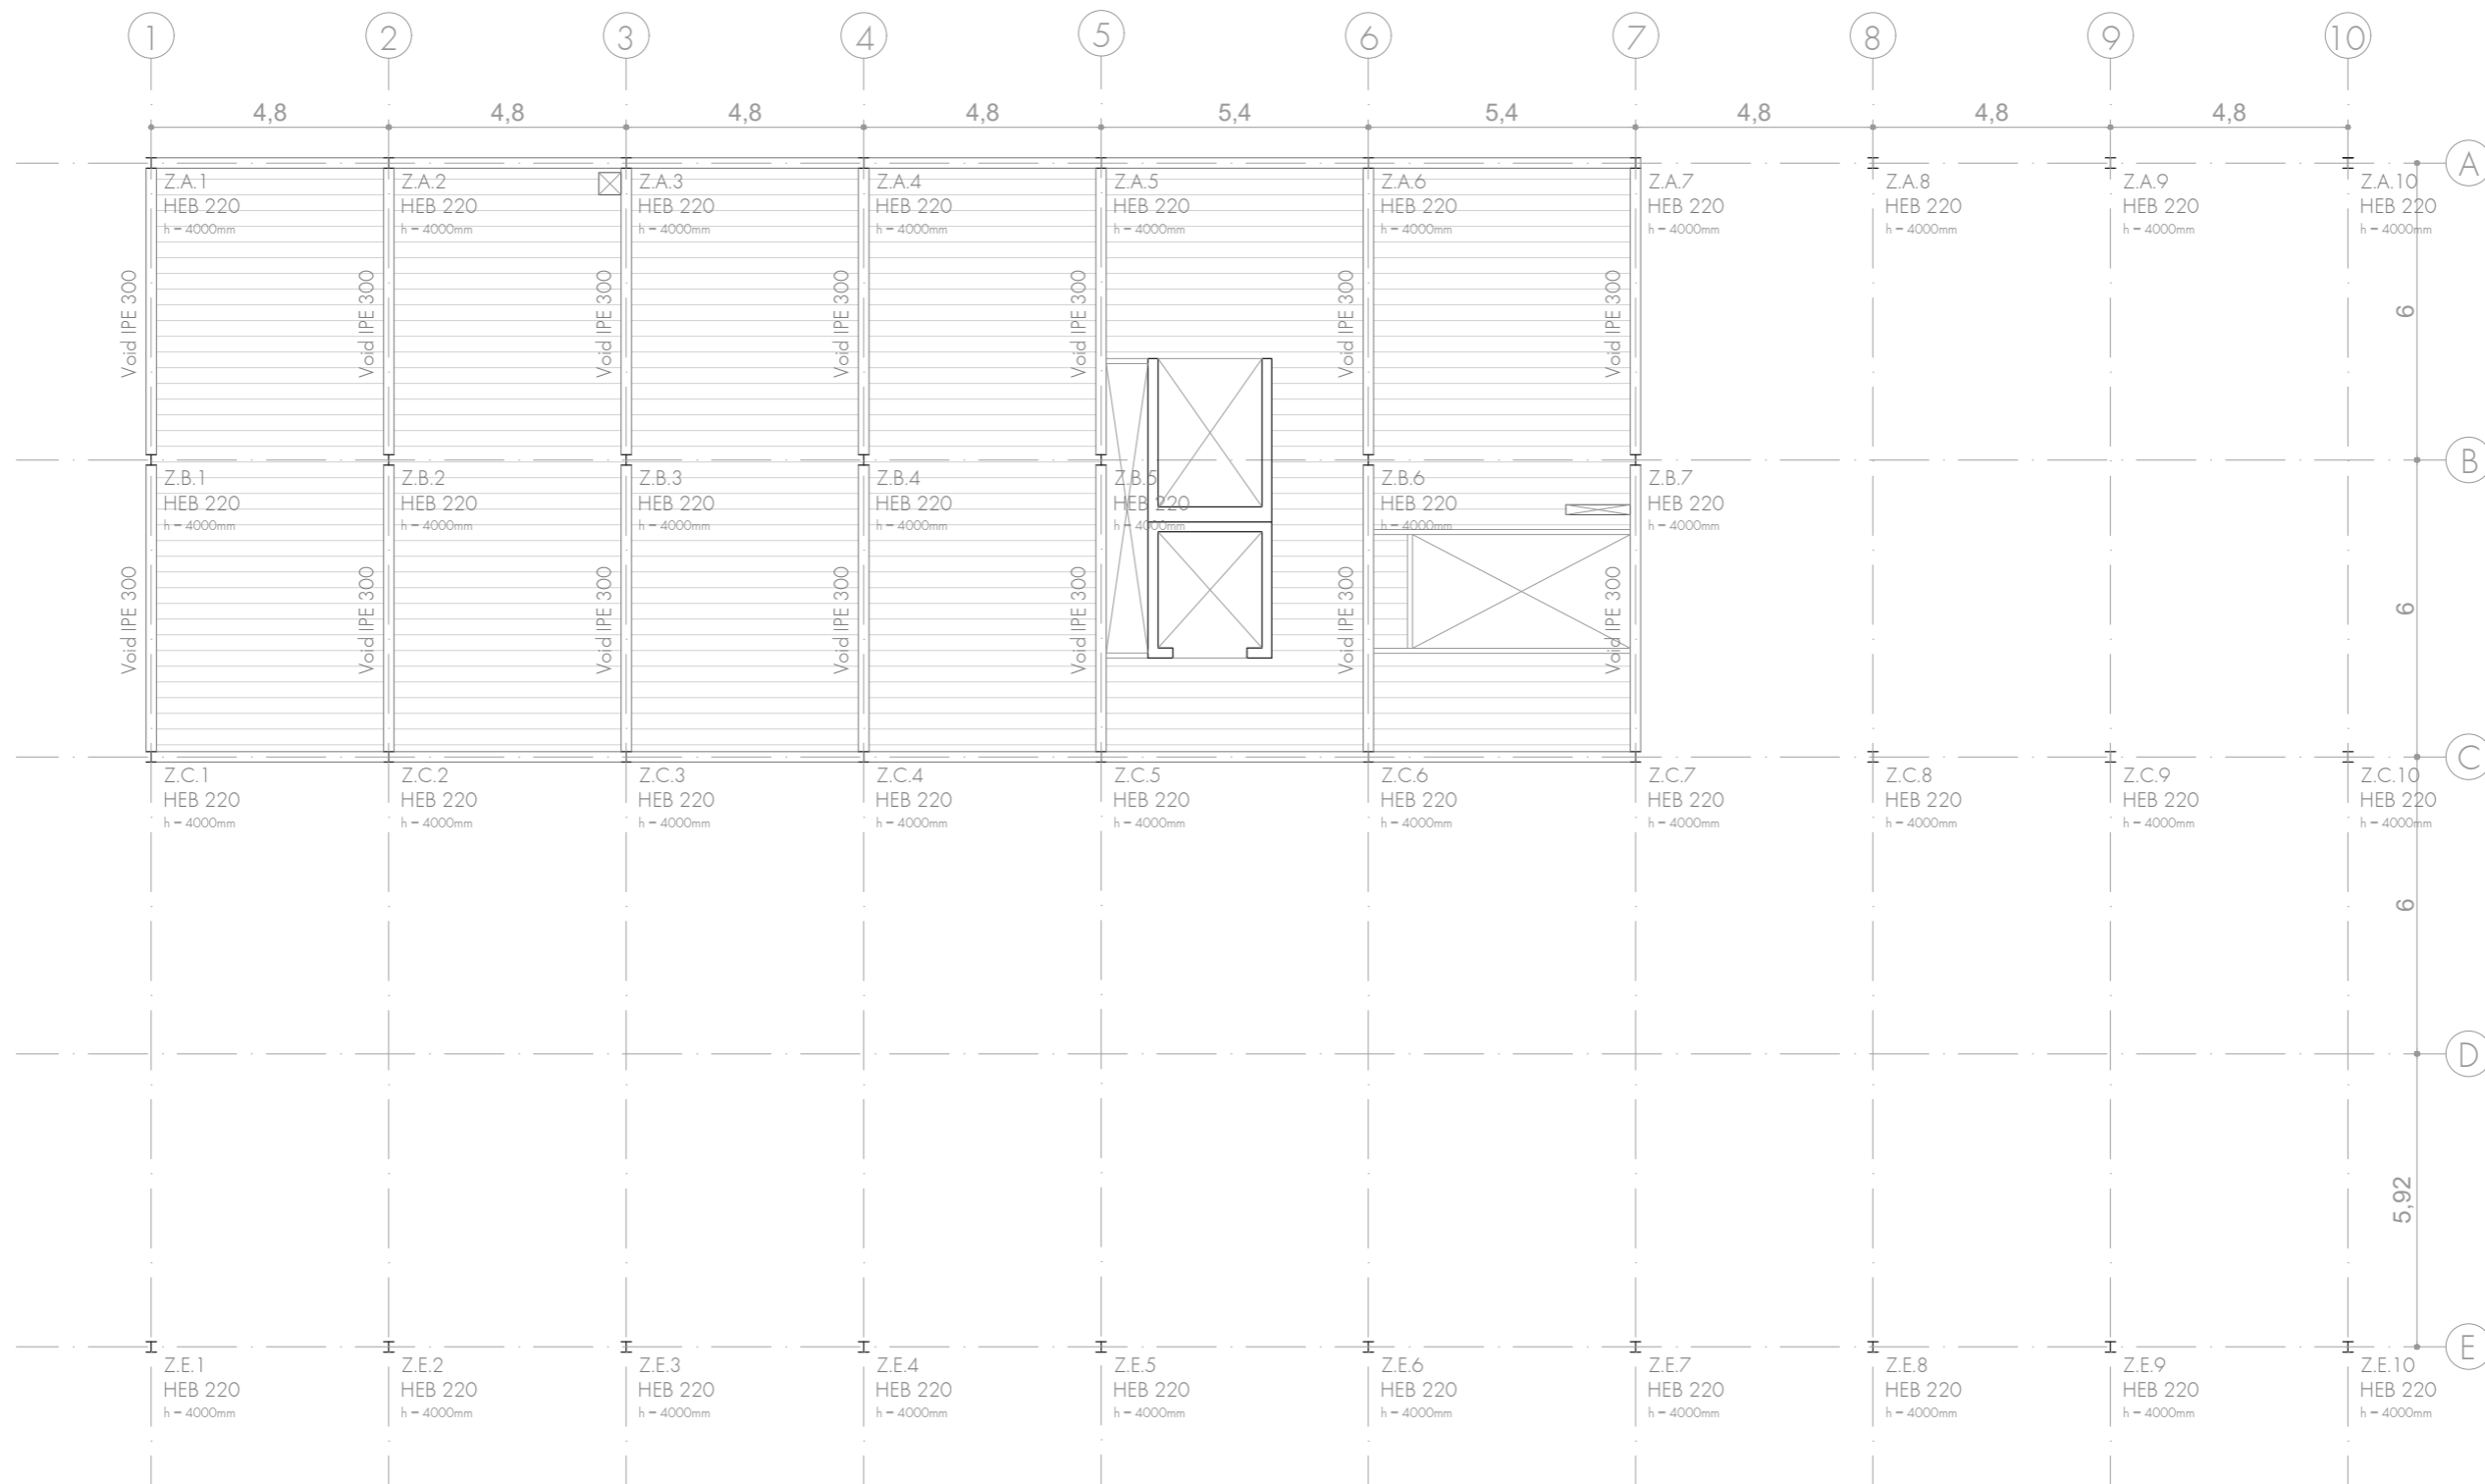 1 2 3 4 5 6 7 8 9 10
4,8 4,8 4,8 4,8 5,4 5,4 4,8 4,8 4,8
A
Z.A.1 Z.A.2 Z.A.3 Z.A.4 Z.A.5 Z.A.6 Z.A.7 Z.A.8 Z.A.9 Z.A.10
HEB 220 HEB 220 HEB 220 HEB 220 HEB 220 HEB 220 HEB 220 HEB 220 HEB 220 HEB 220
h = 4000mm h = 4000mm h = 4000mm h = 4000mm h = 4000mm h = 4000mm h = 4000mm h = 4000mm h = 4000mm h = 4000mm
Void IPE 300 Void IPE 300 Void IPE 300 Void IPE 300 Void IPE 300 Void IPE 300 Void IPE 300
6
B
Z.B.1 Z.B.2 Z.B.3 Z.B.4 Z.B.5 Z.B.6 Z.B.7
HEB 220 HEB 220 HEB 220 HEB 220 HEB 220 HEB 220 HEB 220
h = 4000mm h = 4000mm h = 4000mm h = 4000mm h = 4000mm h = 4000mm h = 4000mm
Void IPE 300 Void IPE 300 Void IPE 300 Void IPE 300 Void IPE 300 Void IPE 300 Void IPE 300
6
C
Z.C.1 Z.C.2 Z.C.3 Z.C.4 Z.C.5 Z.C.6 Z.C.7 Z.C.8 Z.C.9 Z.C.10
HEB 220 HEB 220 HEB 220 HEB 220 HEB 220 HEB 220 HEB 220 HEB 220 HEB 220 HEB 220
h = 4000mm h = 4000mm h = 4000mm h = 4000mm h = 4000mm h = 4000mm h = 4000mm h = 4000mm h = 4000mm h = 4000mm
6
D
5,92
E
Z.E.1 Z.E.2 Z.E.3 Z.E.4 Z.E.5 Z.E.6 Z.E.7 Z.E.8 Z.E.9 Z.E.10
HEB 220 HEB 220 HEB 220 HEB 220 HEB 220 HEB 220 HEB 220 HEB 220 HEB 220 HEB 220
h = 4000mm h = 4000mm h = 4000mm h = 4000mm h = 4000mm h = 4000mm h = 4000mm h = 4000mm h = 4000mm h = 4000mm